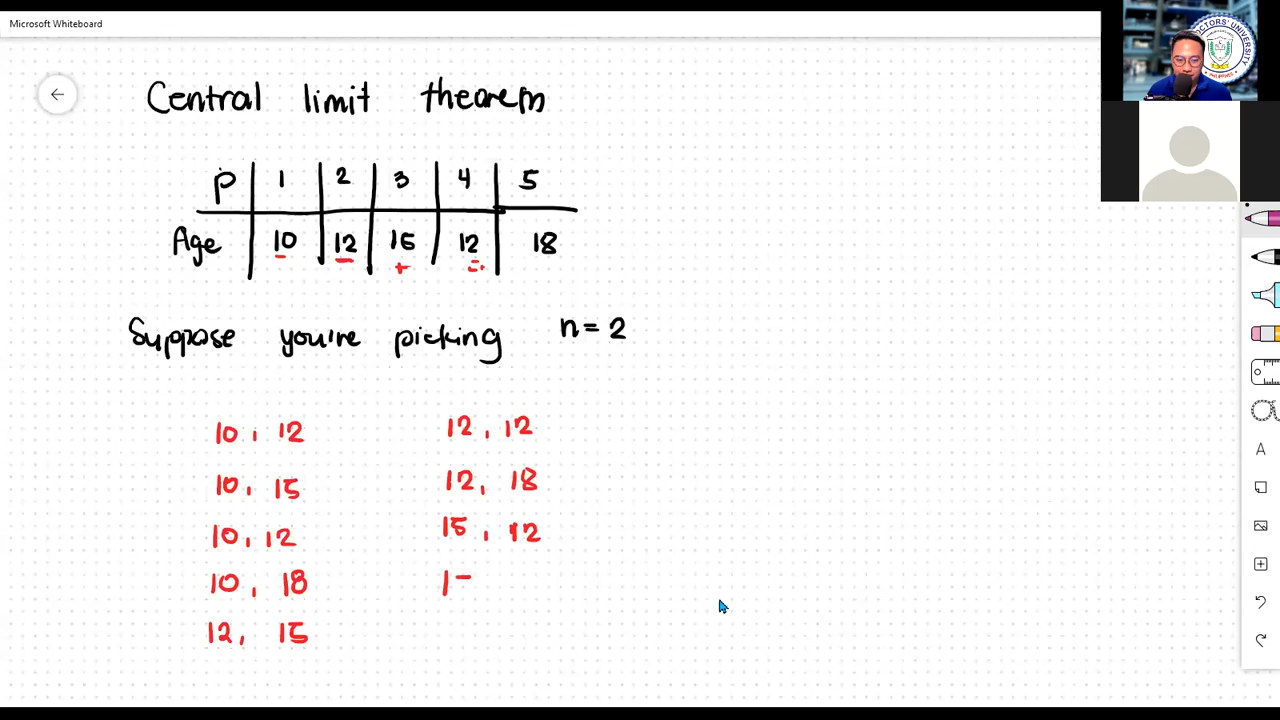 Microsoft Whiteboard
Central limit theorem
P 1 2 3 4 5
Age 10 12 15 12 18
Suppose you're picking n = 2
10, 12
10, 15
10, 12
10, 18
12, 15
12, 12
12, 18
15, 12
1
A